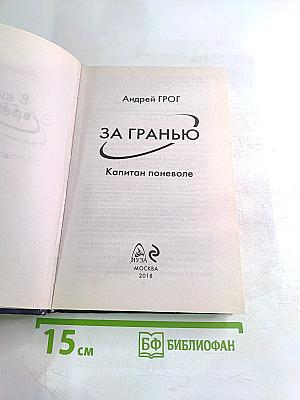 Андрей ГРОГ
ЗА ГРАНЬЮ
Капитан поневоле
ЯУЗА
МОСКВА
2018
15 см
БФ БИБЛИОФАН